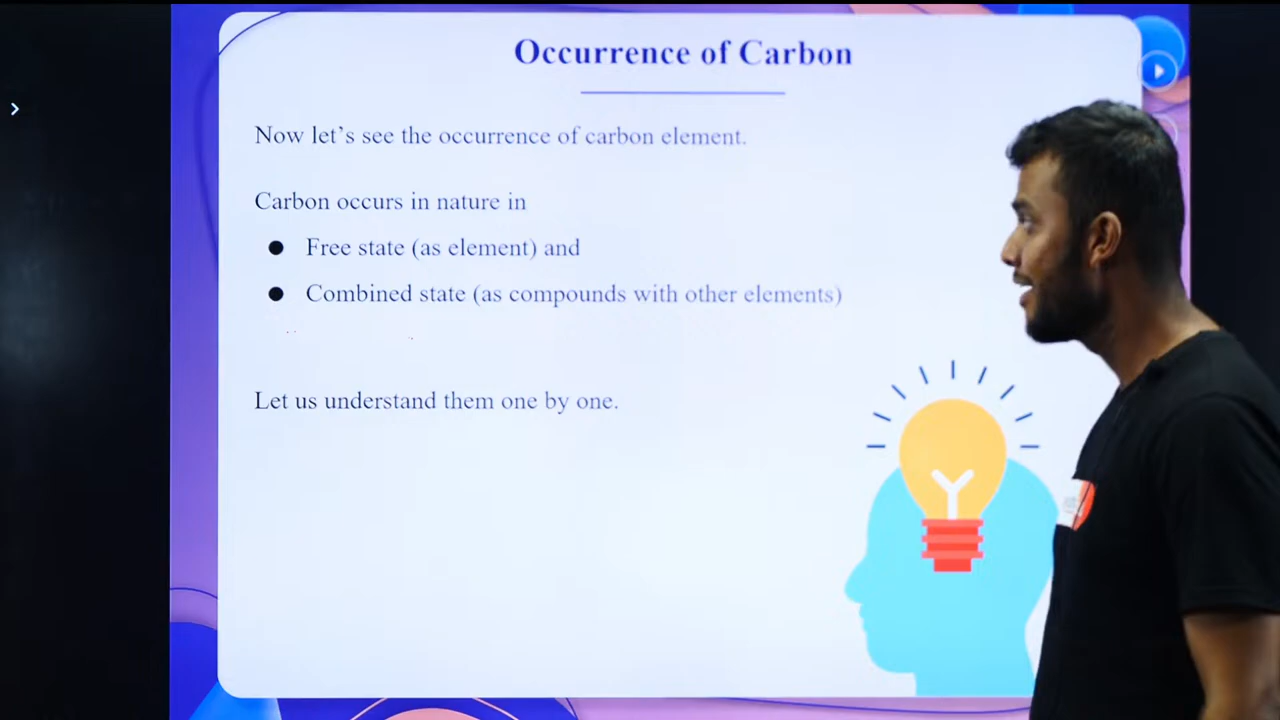 Occurrence of Carbon
Now let’s see the occurrence of carbon element.
Carbon occurs in nature in
● Free state (as element) and
● Combined state (as compounds with other elements)
Let us understand them one by one.